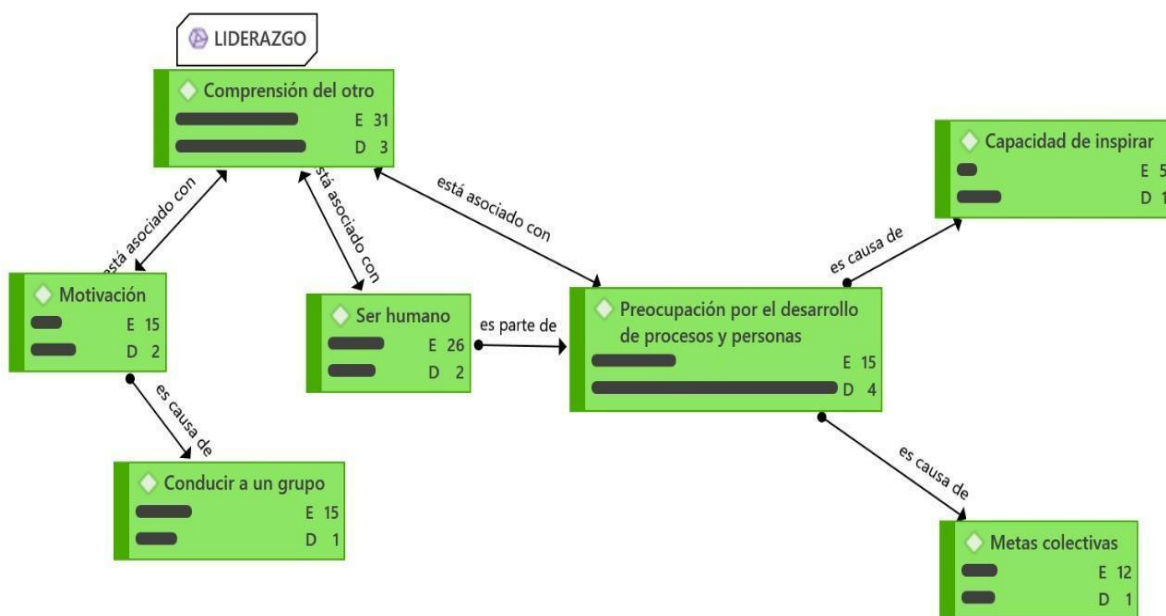 LIDERAZGO
Comprensión del otro
E 31
D 3
está asociado con
está asociado con
está asociado con
Capacidad de inspirar
E 5
D 1
es causa de
Motivación
E 15
D 2
Ser humano
E 26
D 2
es parte de
Preocupación por el desarrollo
de procesos y personas
E 15
D 4
es causa de
Conducir a un grupo
E 15
D 1
es causa de
Metas colectivas
E 12
D 1